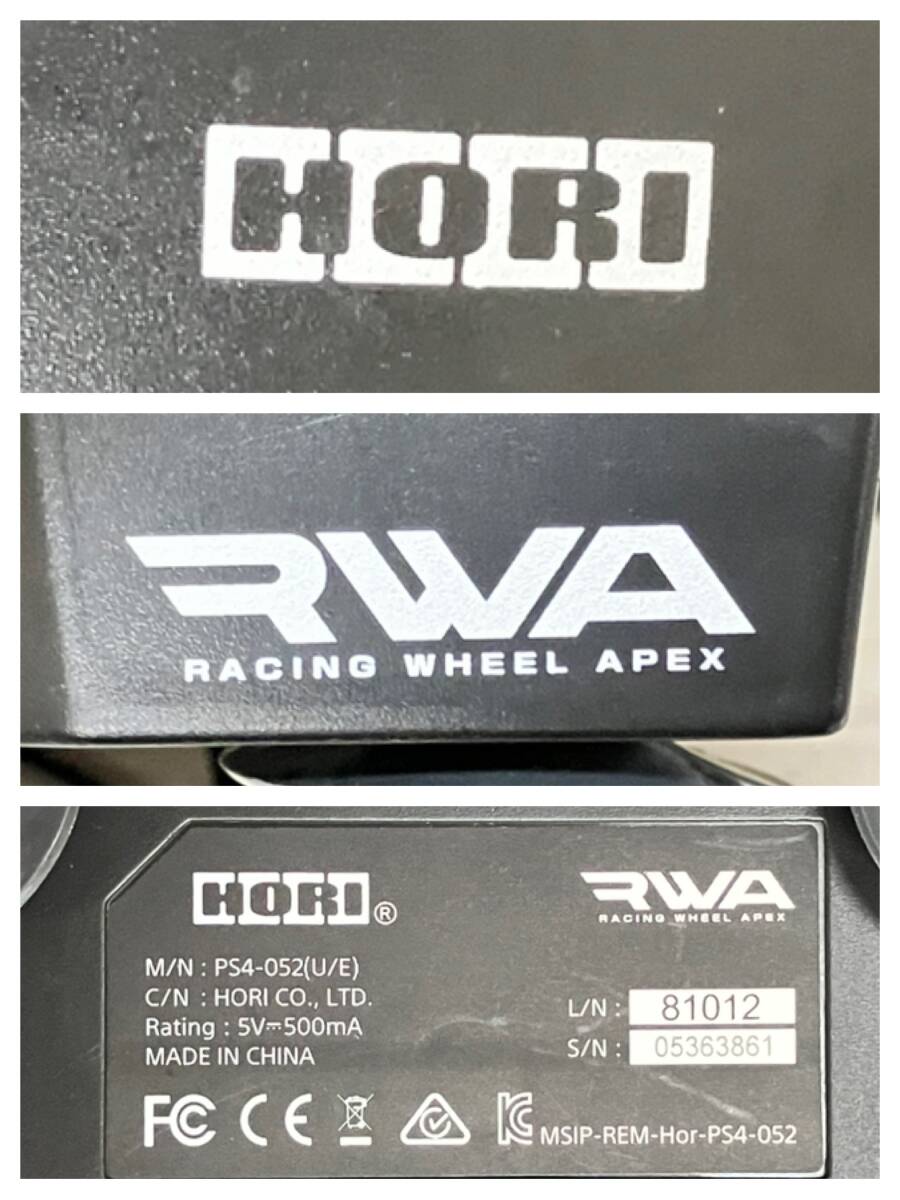 HORI
RWA
RACING WHEEL APEX
HORI®
RWA
RACING WHEEL APEX
M/N : PS4-052(U/E)
C/N : HORI CO., LTD.
Rating : 5V⎓500mA
MADE IN CHINA
L/N : 81012
S/N : 05363861
FC CE
MSIP-REM-Hor-PS4-052